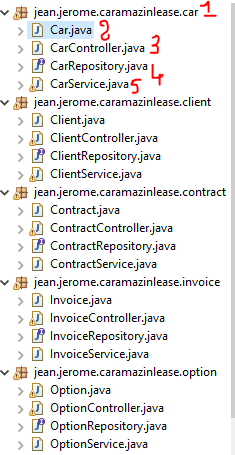 jean.jerome.caramazinlease.car 1
Car.java 2
CarController.java 3
CarRepository.java 4
CarService.java 5
jean.jerome.caramazinlease.client
Client.java
ClientController.java
ClientRepository.java
ClientService.java
jean.jerome.caramazinlease.contract
Contract.java
ContractController.java
ContractRepository.java
ContractService.java
jean.jerome.caramazinlease.invoice
Invoice.java
InvoiceController.java
InvoiceRepository.java
InvoiceService.java
jean.jerome.caramazinlease.option
Option.java
OptionController.java
OptionRepository.java
OptionService.java